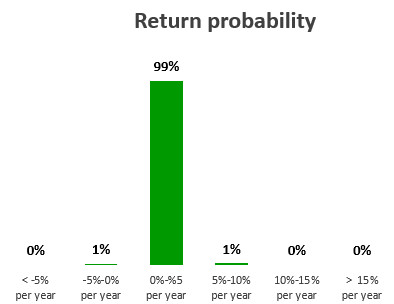 Return probability
99%
0%
1%
1%
0%
0%
< -5%
-5%-0%
0%-%5
5%-10%
10%-15%
> 15%
per year
per year
per year
per year
per year
per year